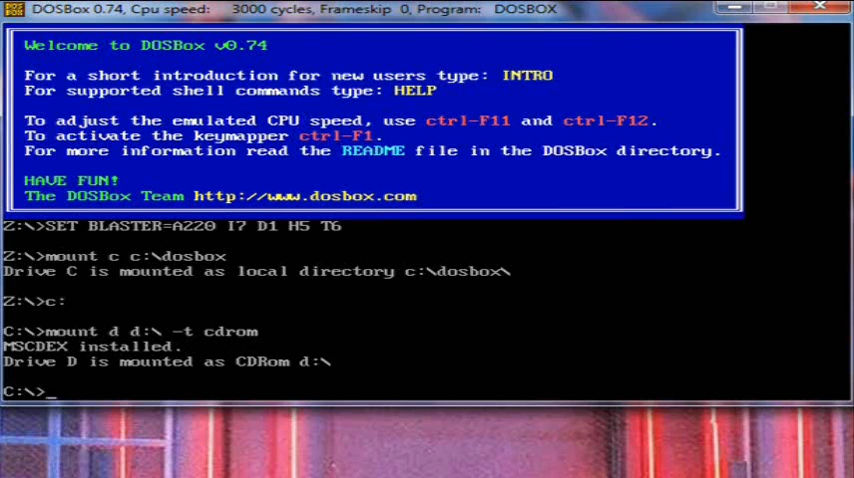 DOS BOX
DOSBox 0.74, Cpu speed: 3000 cycles, Frameskip 0, Program: DOSBOX
Welcome to DOSBox v0.74
For a short introduction for new users type: INTRO
For supported shell commands type: HELP
To adjust the emulated CPU speed, use ctrl-F11 and ctrl-F12.
To activate the keymapper ctrl-F1.
For more information read the README file in the DOSBox directory.
HAVE FUN!
The DOSBox Team http://www.dosbox.com
Z:\>SET BLASTER=A220 I7 D1 H5 T6
Z:\>mount c c:\dosbox
Drive C is mounted as local directory c:\dosbox\
Z:\>c:
C:\>mount d d:\ -t cdrom
MSCDEX installed.
Drive D is mounted as CDRom d:\
C:\>_